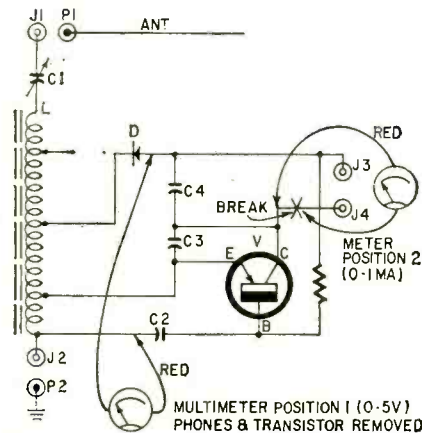 J1 P1 ANT
C1
L
D
RED
C4
J3
BREAK
J4
C3
V
E C
METER
POSITION 2
(0-1MA)
B
C2
J2
RED
P2
MULTIMETER POSITION 1 (0-5V)
PHONES & TRANSISTOR REMOVED